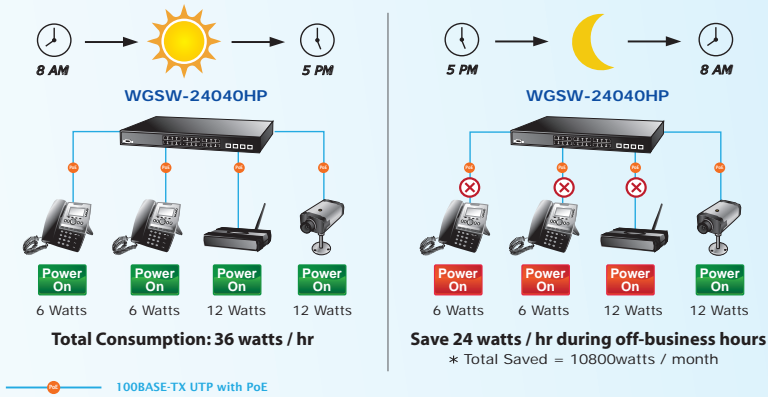 8 AM
5 PM
WGSW-24040HP
PoE PoE PoE PoE
Power On Power On Power On Power On
6 Watts 6 Watts 12 Watts 12 Watts
Total Consumption: 36 watts / hr
5 PM
8 AM
WGSW-24040HP
PoE PoE PoE PoE
Power On Power On Power On Power On
6 Watts 6 Watts 12 Watts 12 Watts
Save 24 watts / hr during off-business hours
* Total Saved = 10800watts / month
PoE 100BASE-TX UTP with PoE